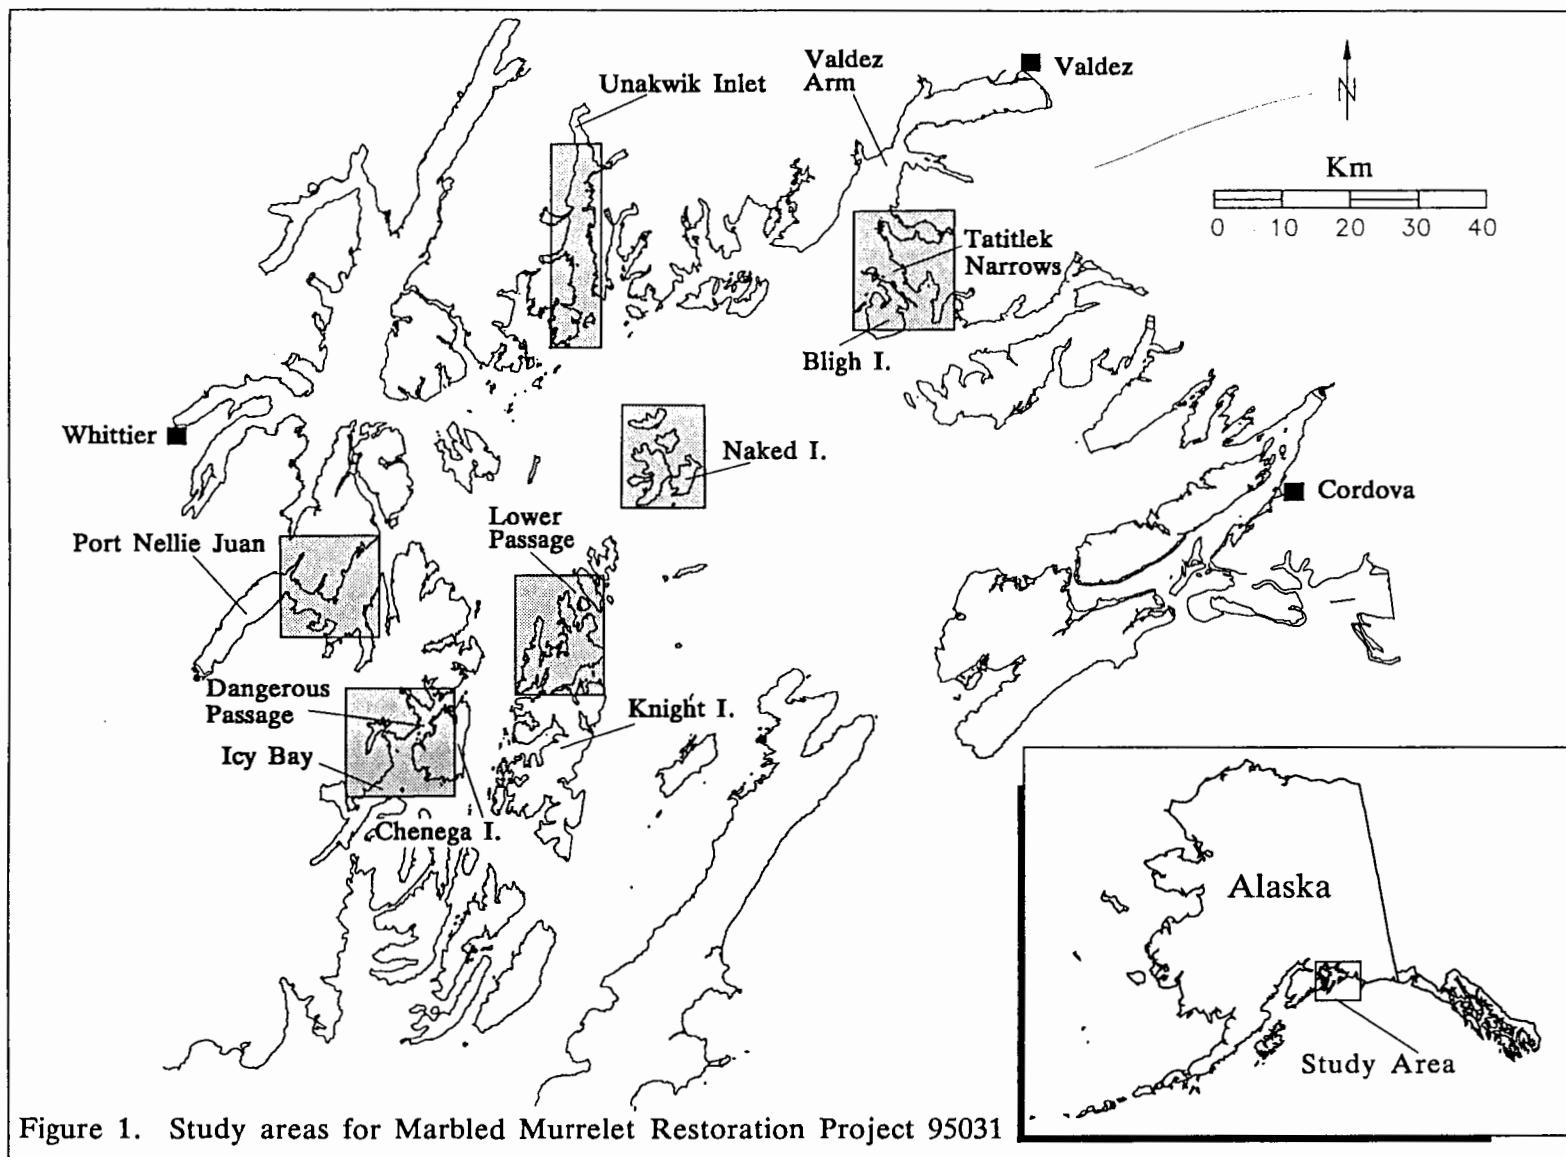 Unakwik Inlet
Valdez
Arm
Valdez
N
Km
0 10 20 30 40
Tatitlek
Narrows
Bligh I.
Whittier
Naked I.
Cordova
Lower
Passage
Port Nellie Juan
Dangerous
Passage
Knight I.
Icy Bay
Chenega I.
Alaska
Study Area
Figure 1. Study areas for Marbled Murrelet Restoration Project 95031